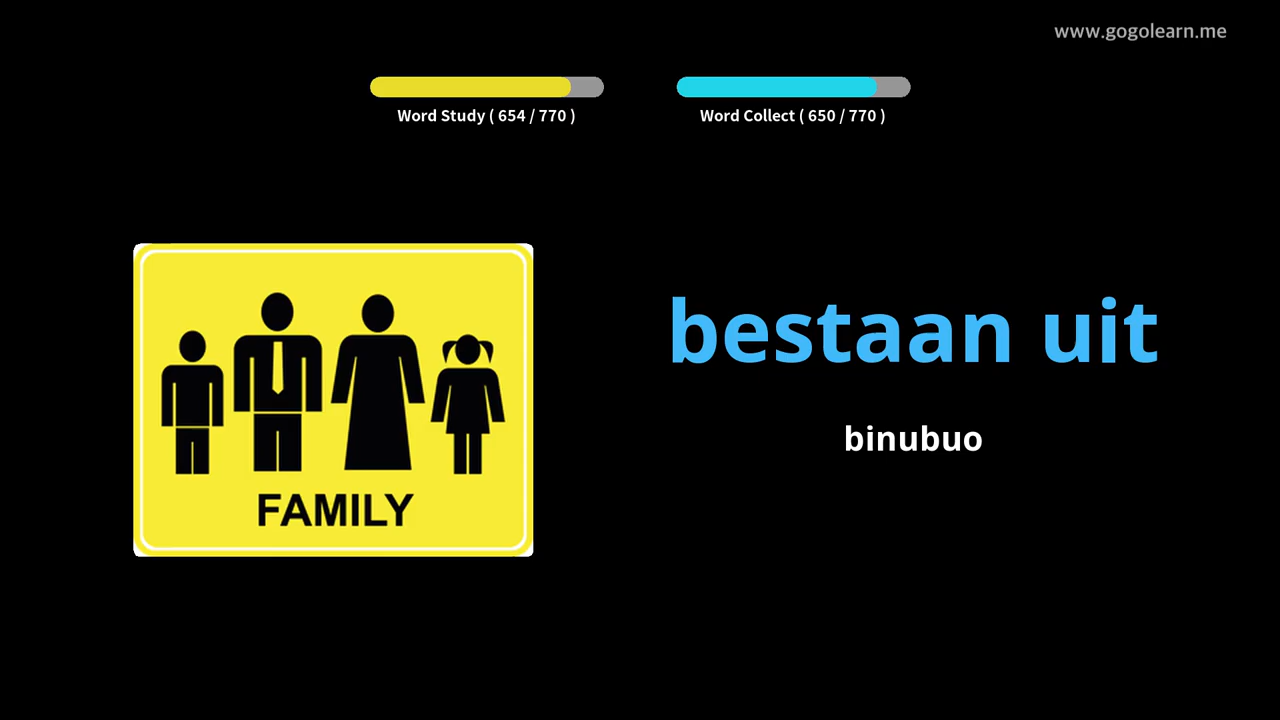 www.gogolearn.me
Word Study ( 654 / 770 )
Word Collect ( 650 / 770 )
bestaan uit
binubuo
FAMILY